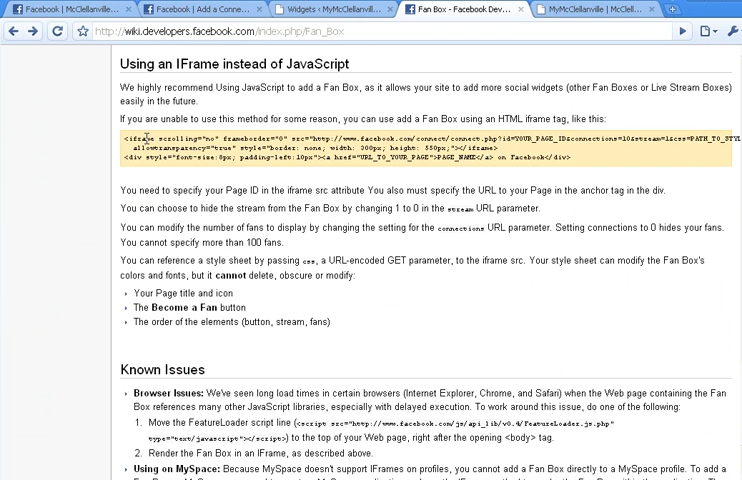 Facebook | McClellanvill...
Facebook | Add a Conne...
Widgets ‹ MyMcClellanvill...
Fan Box - Facebook Dev...
MyMcClellanville | McClell...
http://wiki.developers.facebook.com/index.php/Fan_Box
Using an IFrame instead of JavaScript
We highly recommend Using JavaScript to add a Fan Box, as it allows your site to add more social widgets (other Fan Boxes or Live Stream Boxes)
easily in the future.
If you are unable to use this method for some reason, you can use add a Fan Box using an HTML iframe tag, like this:
<iframe scrolling="no" frameborder="0" src="http://www.facebook.com/connect/connect.php?id=YOUR_PAGE_ID&connections=10&stream=1&css=PATH_TO_STYL
allowtransparency="true" style="border: none; width: 300px; height: 550px;"></iframe>
<div style="font-size:8px; padding-left:10px"><a href="URL_TO_YOUR_PAGE">PAGE_NAME</a> on Facebook</div>
You need to specify your Page ID in the iframe src attribute You also must specify the URL to your Page in the anchor tag in the div.
You can choose to hide the stream from the Fan Box by changing 1 to 0 in the stream URL parameter.
You can modify the number of fans to display by changing the setting for the connections URL parameter. Setting connections to 0 hides your fans.
You cannot specify more than 100 fans.
You can reference a style sheet by passing css, a URL-encoded GET parameter, to the iframe src. Your style sheet can modify the Fan Box's
colors and fonts, but it cannot delete, obscure or modify:
Your Page title and icon
The Become a Fan button
The order of the elements (button, stream, fans)
Known Issues
Browser Issues: We've seen long load times in certain browsers (Internet Explorer, Chrome, and Safari) when the Web page containing the Fan
Box references many other JavaScript libraries, especially with delayed execution. To work around this issue, do one of the following:
1. Move the FeatureLoader script line (<script src="http://www.facebook.com/js/api_lib/v0.4/FeatureLoader.js.php"
type="text/javascript"></script>) to the top of your Web page, right after the opening <body> tag.
2. Render the Fan Box in an IFrame, as described above.
Using on MySpace: Because MySpace doesn't support IFrames on profiles, you cannot add a Fan Box directly to a MySpace profile. To add a